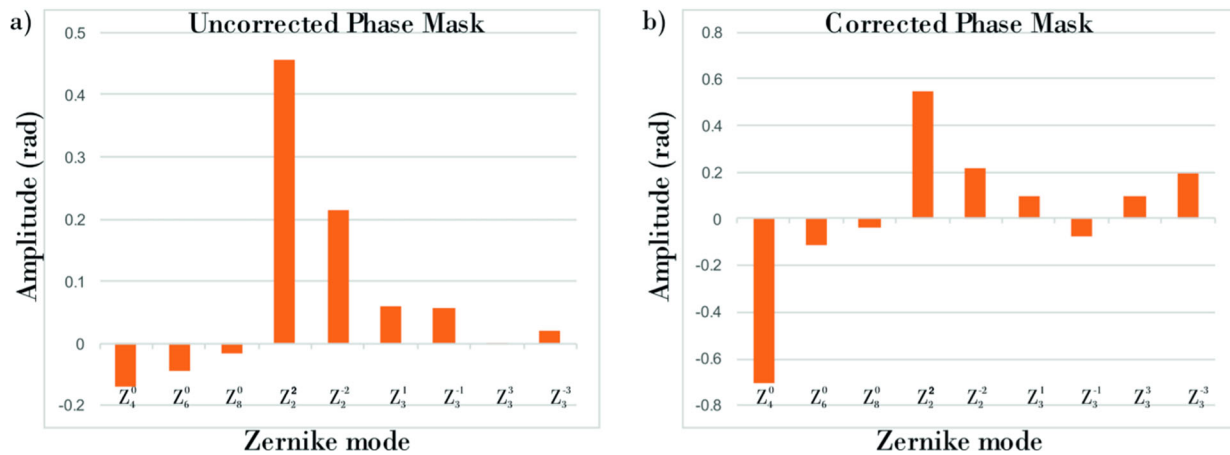 a) Uncorrected Phase Mask
0.5
0.4
0.3
0.2
0.1
0
-0.2
Amplitude (rad)
Z₄⁰ Z₆⁰ Z₈⁰ Z₂² Z₂⁻² Z₃¹ Z₃⁻¹ Z₃³ Z₃⁻³
Zernike mode
b) Corrected Phase Mask
0.8
0.6
0.4
0.2
0
-0.2
-0.4
-0.6
-0.8
Amplitude (rad)
Z₄⁰ Z₆⁰ Z₈⁰ Z₂² Z₂⁻² Z₃¹ Z₃⁻¹ Z₃³ Z₃⁻³
Zernike mode